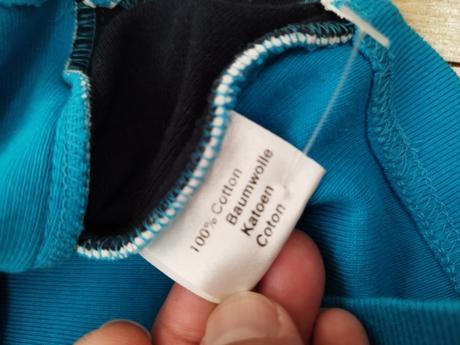 100% Cotton
Baumwolle
Katoen
Coton